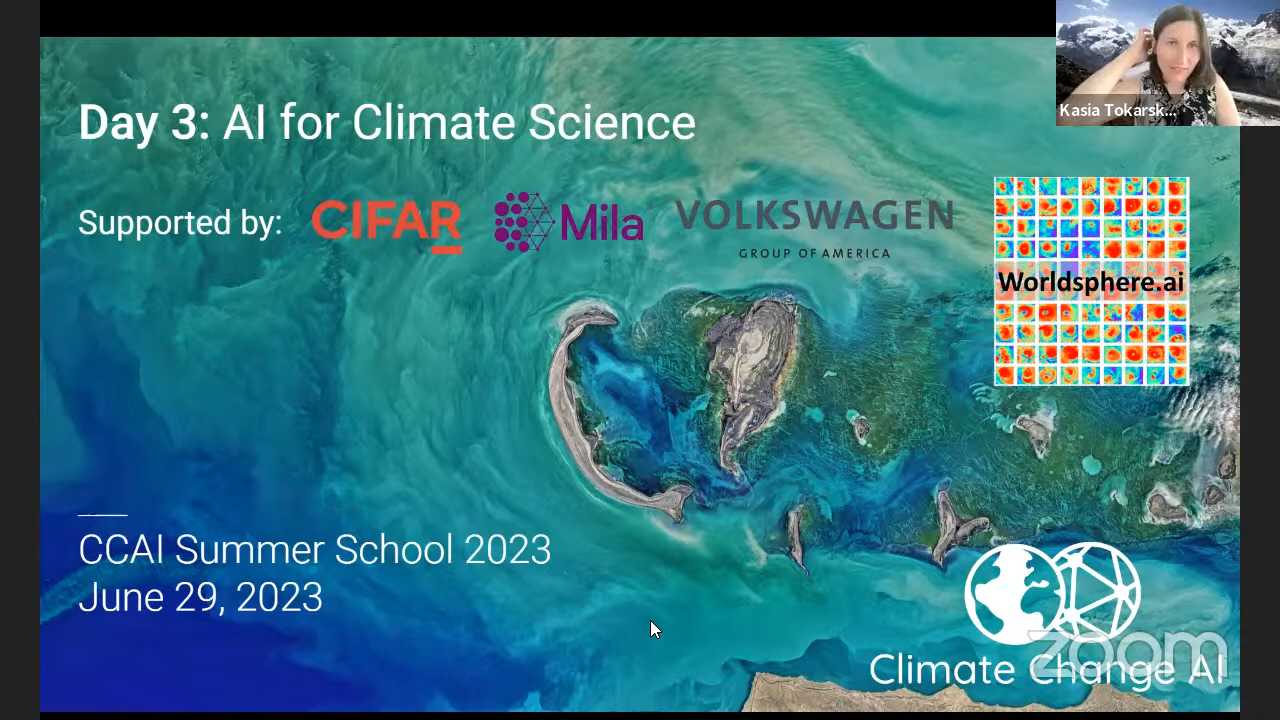 Kasia Tokarsk...
Day 3: AI for Climate Science
Supported by:
CIFAR
Mila
VOLKSWAGEN
GROUP OF AMERICA
Worldsphere.ai
CCAI Summer School 2023
June 29, 2023
Climate Change AI
zoom